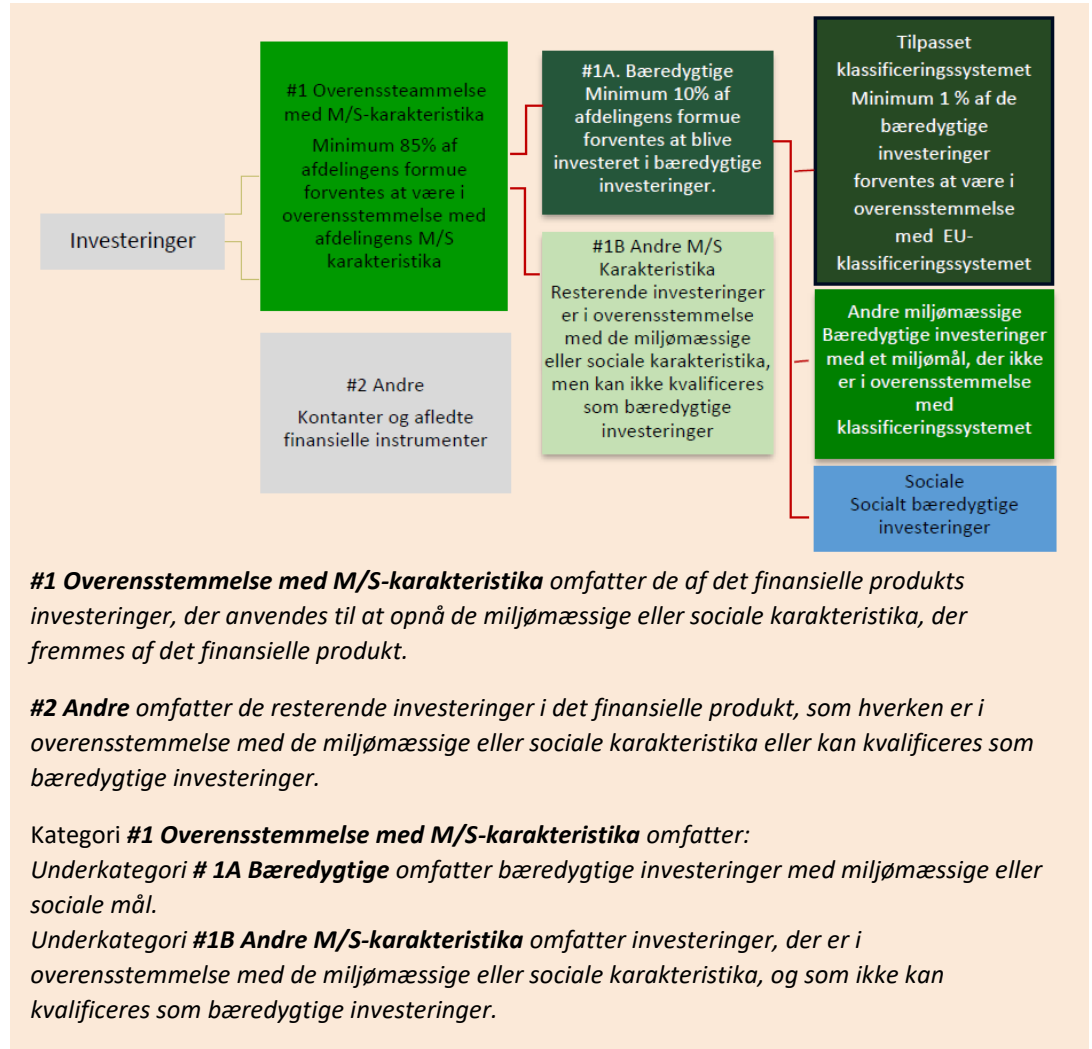 Investeringer
#1 Overenssteammelse
med M/S-karakteristika
Minimum 85% af
afdelingens formue
forventes at være i
overensstemmelse med
afdelingens M/S
karakteristika
#2 Andre
Kontanter og afledte
finansielle instrumenter
#1A. Bæredygtige
Minimum 10% af
afdelingens formue
forventes at blive
investeret i bæredygtige
investeringer.
#1B Andre M/S
Karakteristika
Resterende investeringer
er i overensstemmelse
med de miljømæssige
eller sociale karakteristika,
men kan ikke kvalificeres
som bæredygtige
investeringer
Tilpasset
klassificeringssystemet
Minimum 1 % af de
bæredygtige
investeringer
forventes at være i
overensstemmelse
med EU-
klassificeringssystemet
Andre miljømæssige
Bæredygtige investeringer
med et miljømål, der ikke
er i overensstemmelse
med
klassificeringssystemet
Sociale
Socialt bæredygtige
investeringer
#1 Overensstemmelse med M/S-karakteristika omfatter de af det finansielle produkts
investeringer, der anvendes til at opnå de miljømæssige eller sociale karakteristika, der
fremmes af det finansielle produkt.
#2 Andre omfatter de resterende investeringer i det finansielle produkt, som hverken er i
overensstemmelse med de miljømæssige eller sociale karakteristika eller kan kvalificeres som
bæredygtige investeringer.
Kategori #1 Overensstemmelse med M/S-karakteristika omfatter:
Underkategori # 1A Bæredygtige omfatter bæredygtige investeringer med miljømæssige eller
sociale mål.
Underkategori #1B Andre M/S-karakteristika omfatter investeringer, der er i
overensstemmelse med de miljømæssige eller sociale karakteristika, og som ikke kan
kvalificeres som bæredygtige investeringer.